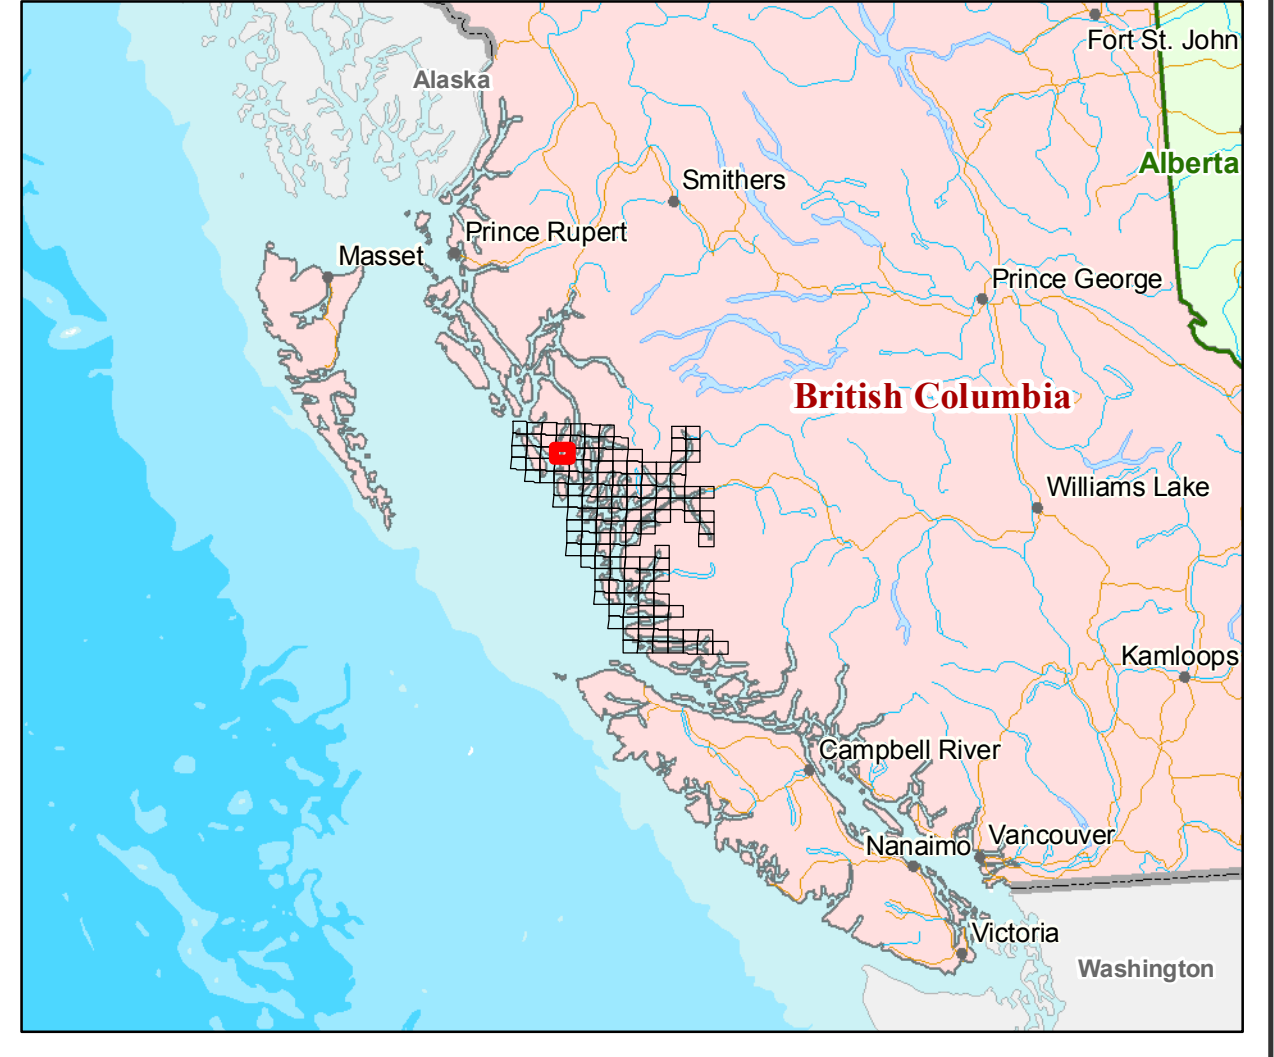 Fort St. John
Alaska
Alberta
Smithers
Prince Rupert
Masset
Prince George
British Columbia
Williams Lake
Kamloops
Campbell River
Vancouver
Nanaimo
Victoria
Washington